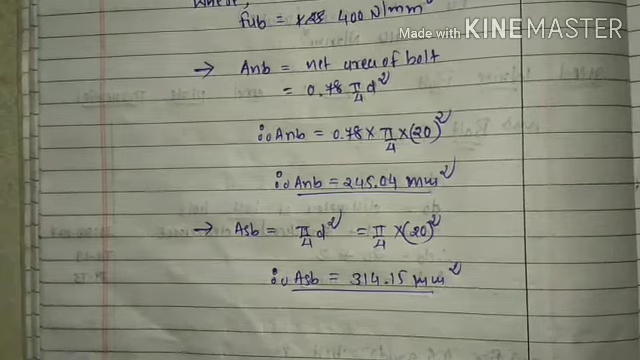 where,
fub = 400 N/mm²
Made with KINEMASTER
→ Anb = net area of bolt
= 0.78 π/4 d²
∴ Anb = 0.78 × π/4 × (20)²
∴ Anb = 245.04 mm²
→ Asb = π/4 d² = π/4 × (20)²
∴ Asb = 314.15 mm²